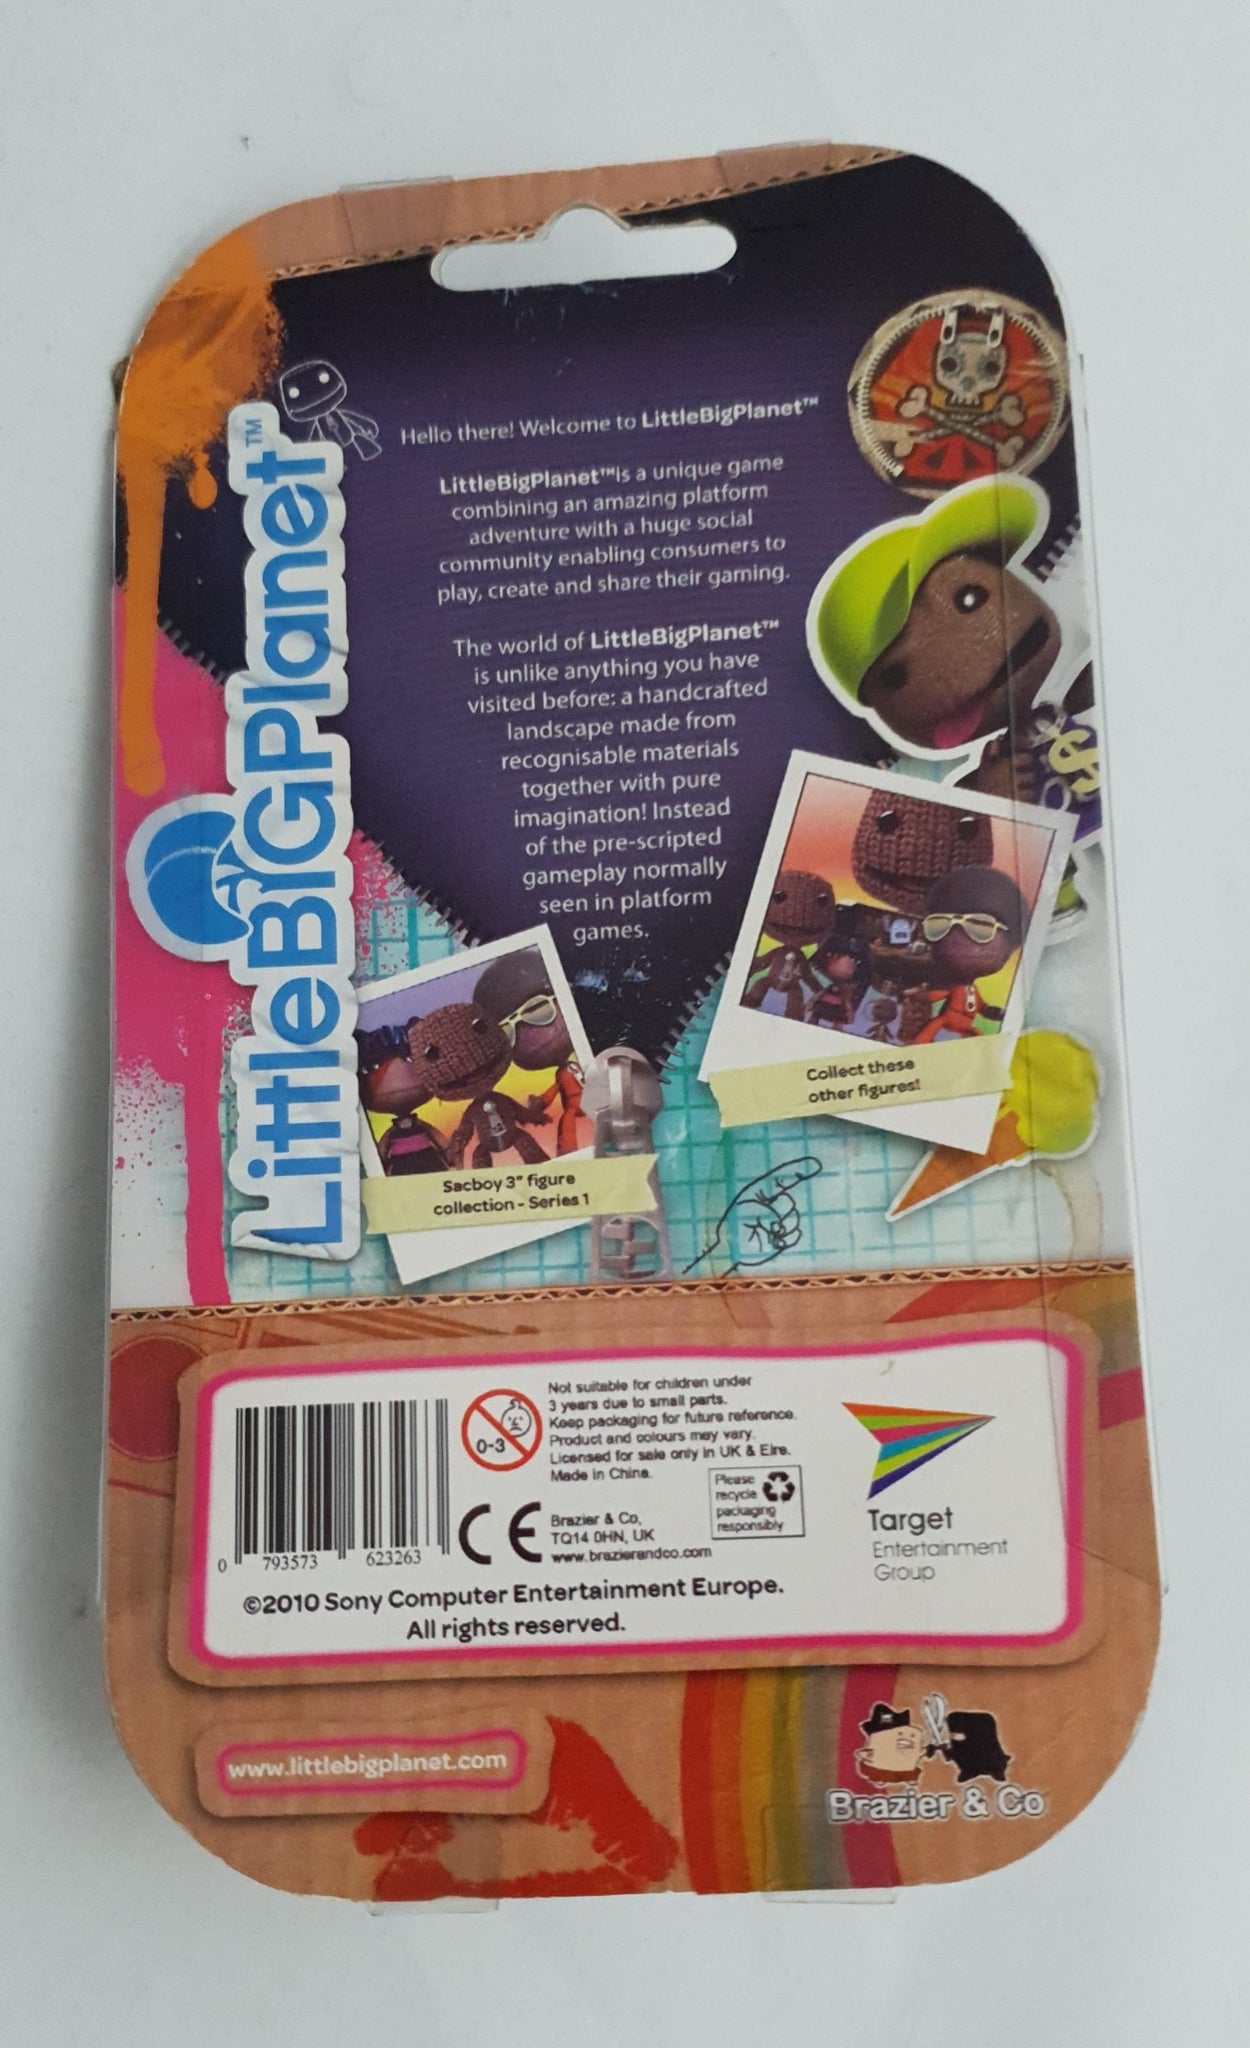 LittleBigPlanet™
Hello there! Welcome to LittleBigPlanet™
LittleBigPlanet™is a unique game
combining an amazing platform
adventure with a huge social
community enabling consumers to
play, create and share their gaming.
The world of LittleBigPlanet™
is unlike anything you have
visited before: a handcrafted
landscape made from
recognisable materials
together with pure
imagination! Instead
of the pre-scripted
gameplay normally
seen in platform
games.
Collect these
other figures!
Sacboy 3" figure
collection - Series 1
Not suitable for children under
3 years due to small parts.
Keep packaging for future reference.
Product and colours may vary.
Licensed for sale only in UK & Eire.
Made in China.
0-3
CE
Brazier & Co,
TQ14 0HN, UK
www.brazierandco.com
Please
recycle
packaging
responsibly
Target
Entertainment
Group
0 793573 623263
©2010 Sony Computer Entertainment Europe.
All rights reserved.
www.littlebigplanet.com
Brazier & Co